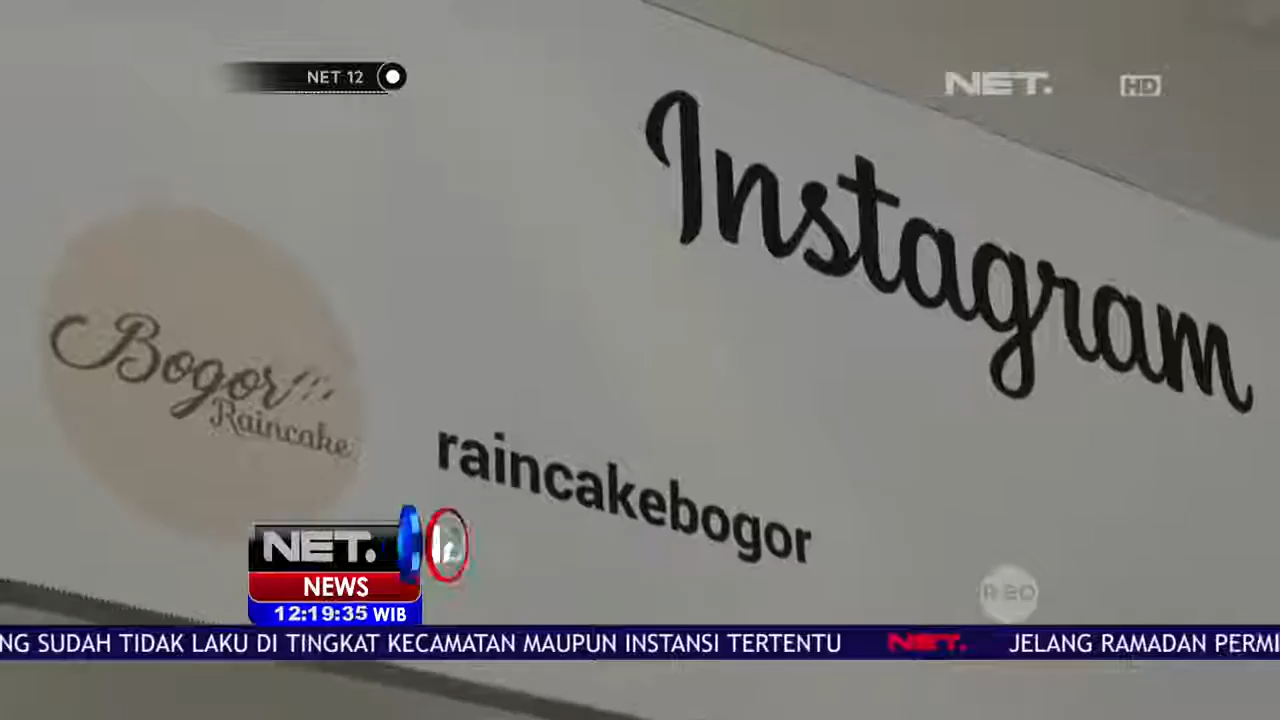 NET 12
NET. HD
Instagram
Bogor
Raincake
raincakebogor
NET.
NEWS
12:19:35 WIB
NG SUDAH TIDAK LAKU DI TINGKAT KECAMATAN MAUPUN INSTANSI TERTENTU NET. JELANG RAMADAN PERMI